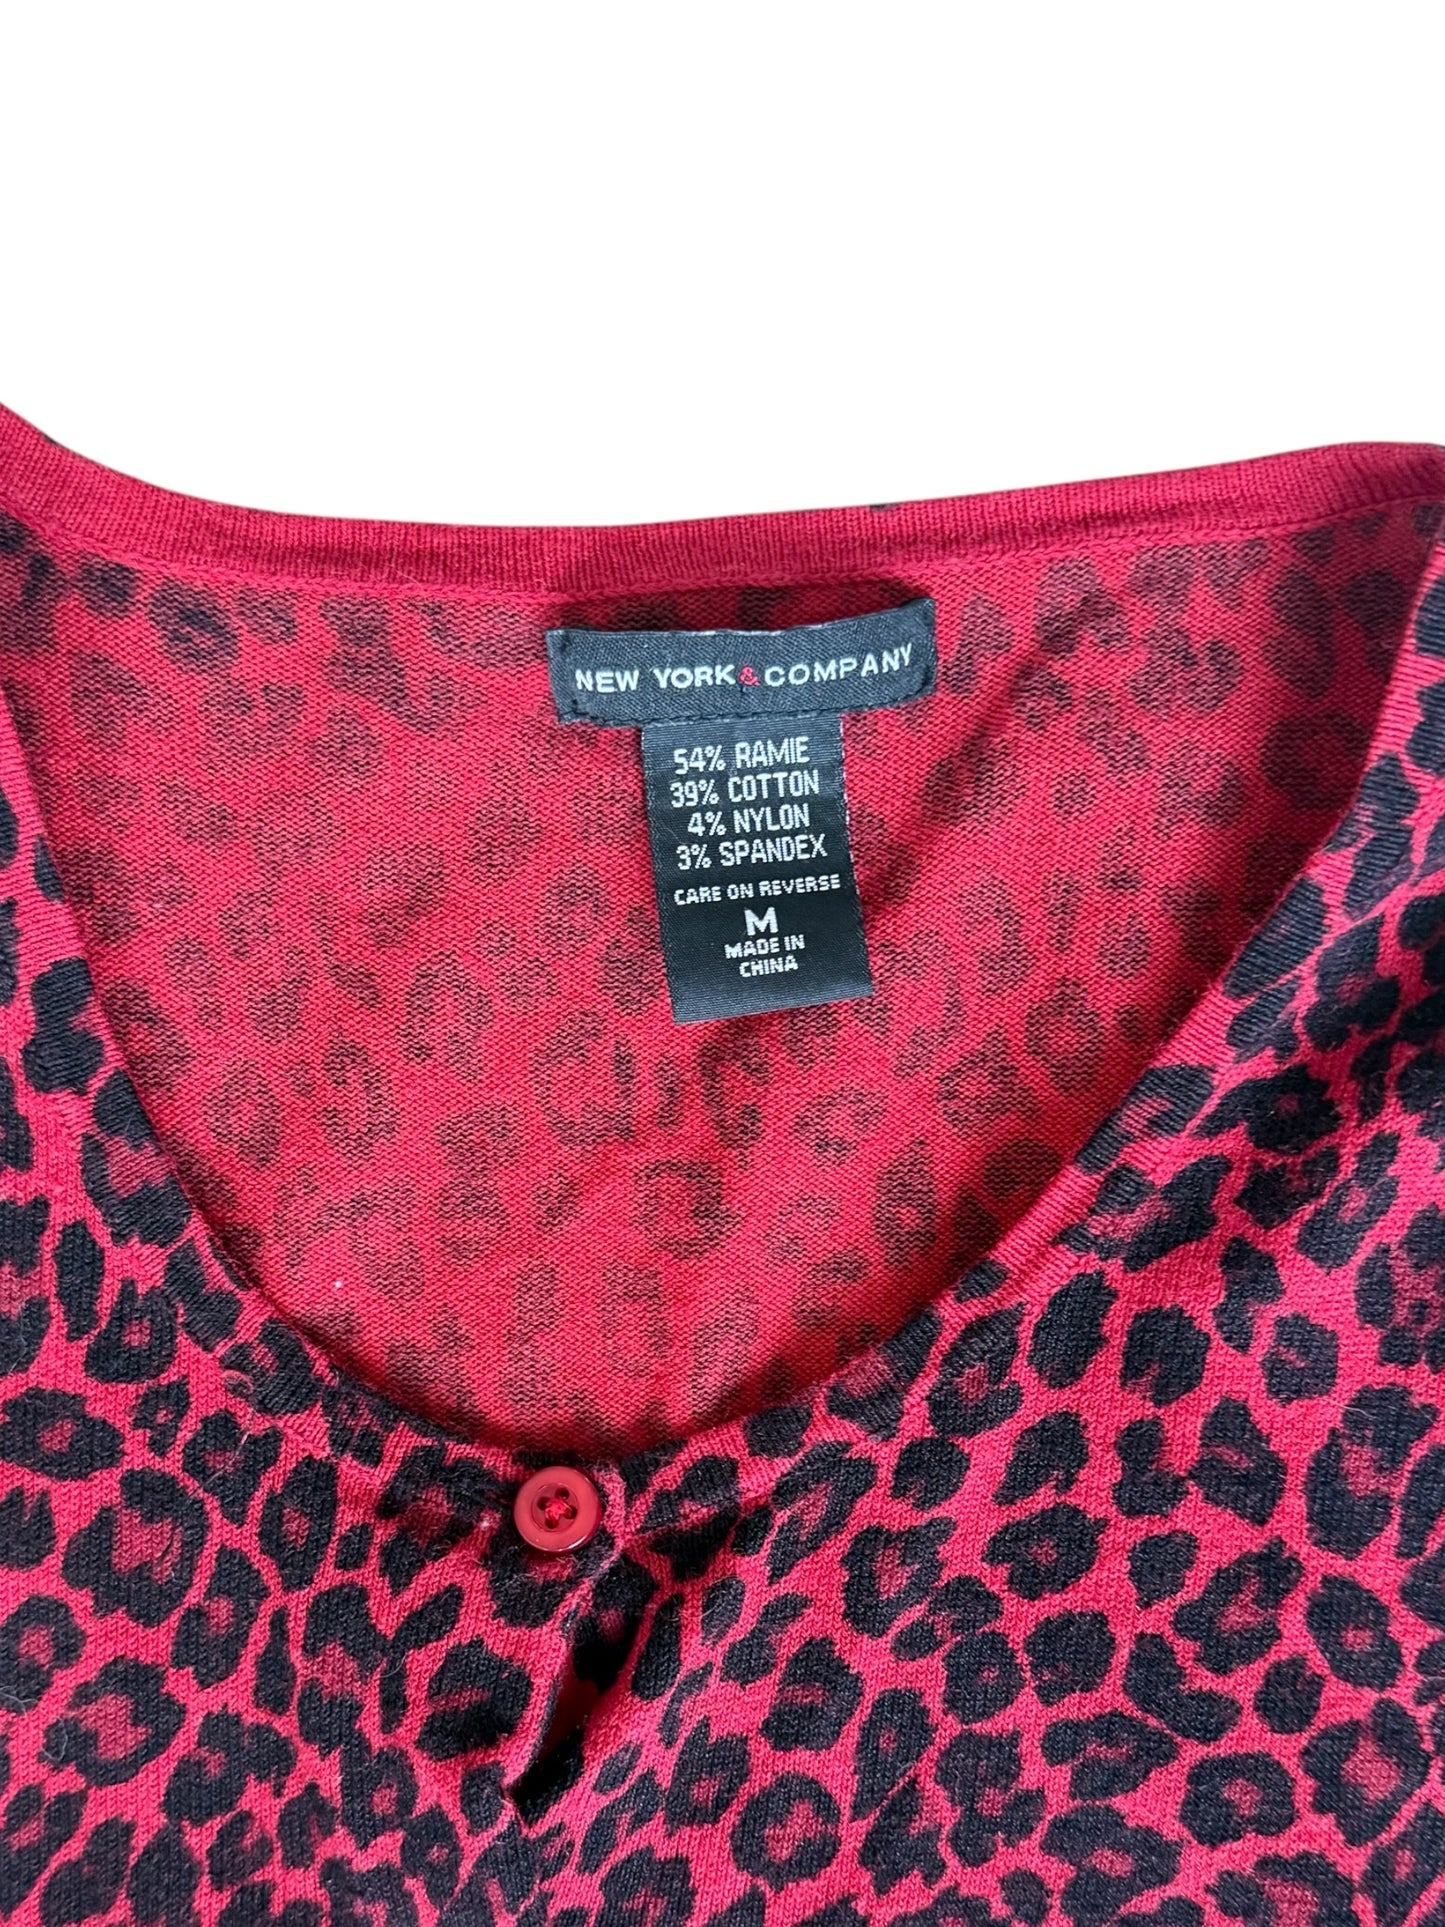 NEW YORK & COMPANY
54% RAMIE
39% COTTON
4% NYLON
3% SPANDEX
CARE ON REVERSE
M
MADE IN
CHINA